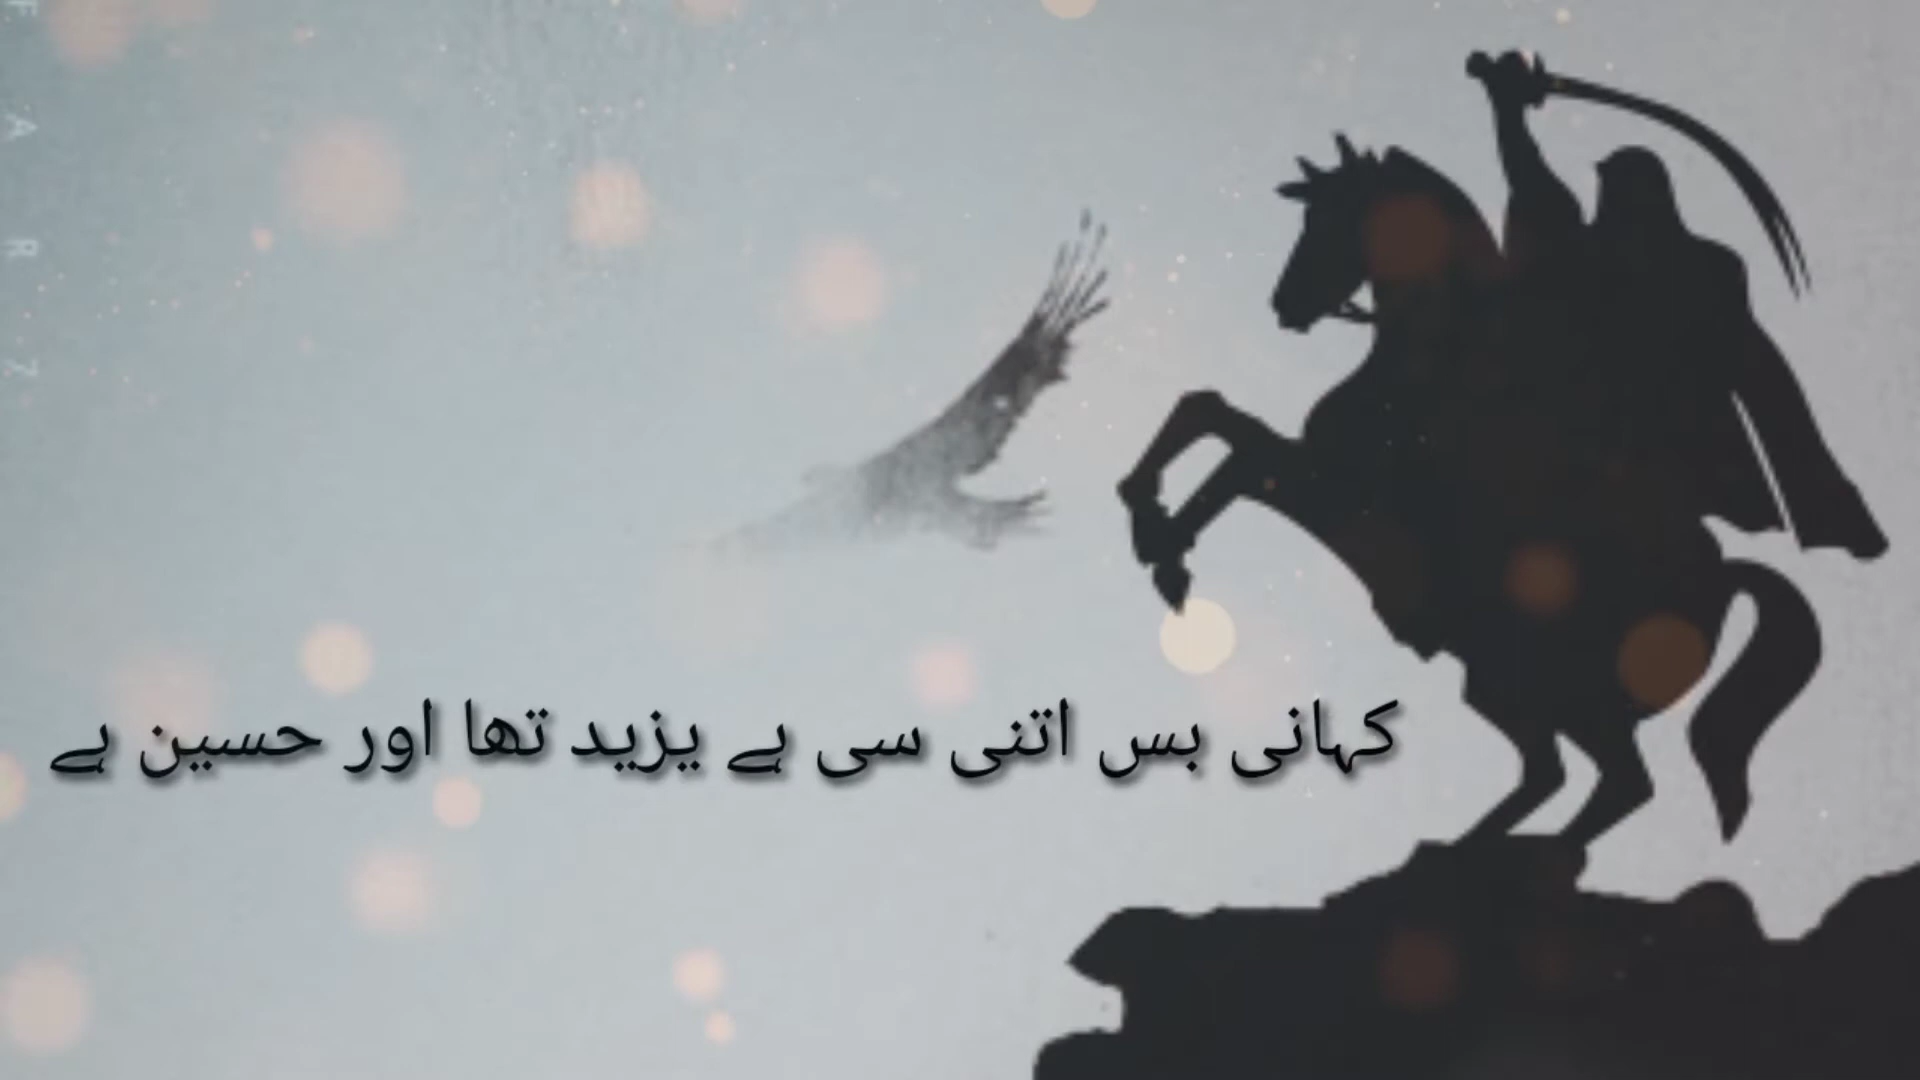 کہانی بس اتنی سی ہے یزید تھا اور حسین ہے
F A R Z